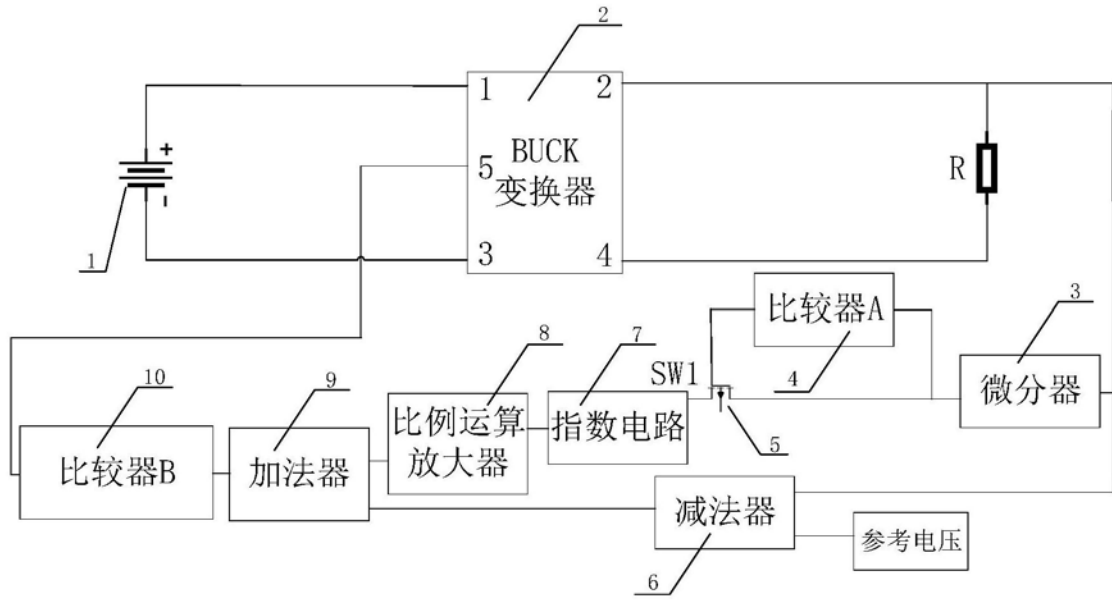 2
1 2
BUCK
变换器
5
3 4
+
-
1
R
比较器A
4
3
微分器
SW1
5
7
指数电路
8
比例运算
放大器
9
加法器
10
比较器B
减法器
6
参考电压